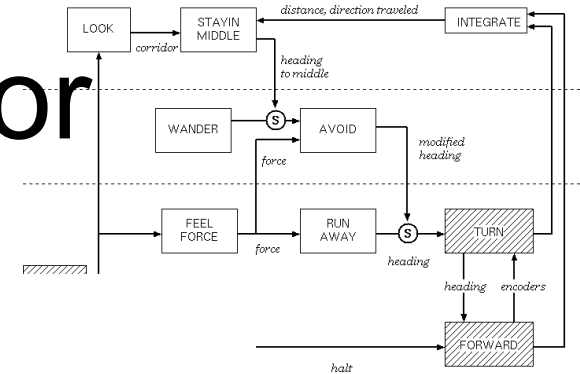 LOOK
corridor
STAYIN
MIDDLE
distance, direction traveled
INTEGRATE
heading
to middle
or
WANDER
S
AVOID
force
modified
heading
FEEL
FORCE
force
RUN
AWAY
S
heading
TURN
heading
encoders
FORWARD
halt